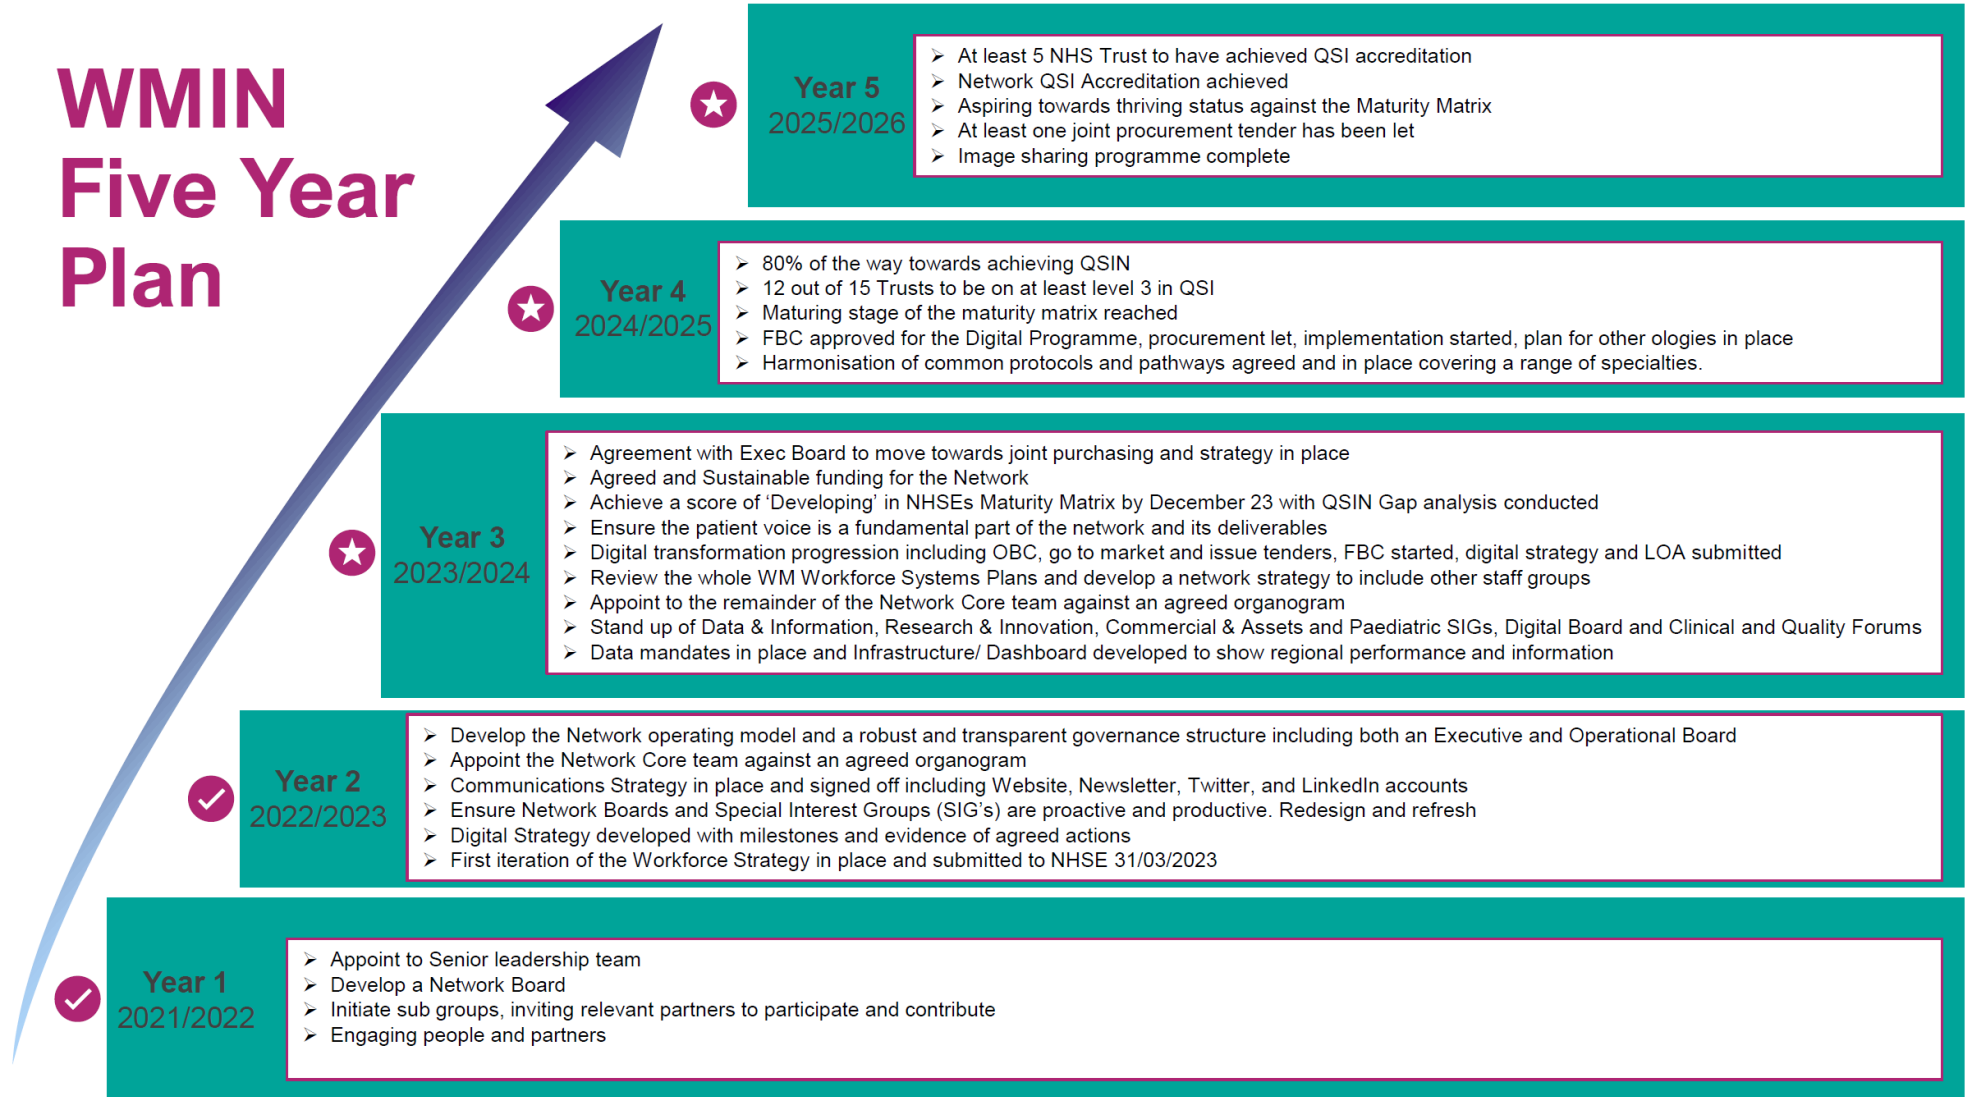 WMIN
Five Year
Plan
Year 5
2025/2026
➢ At least 5 NHS Trust to have achieved QSI accreditation
➢ Network QSI Accreditation achieved
➢ Aspiring towards thriving status against the Maturity Matrix
➢ At least one joint procurement tender has been let
➢ Image sharing programme complete
Year 4
2024/2025
➢ 80% of the way towards achieving QSIN
➢ 12 out of 15 Trusts to be on at least level 3 in QSI
➢ Maturing stage of the maturity matrix reached
➢ FBC approved for the Digital Programme, procurement let, implementation started, plan for other ologies in place
➢ Harmonisation of common protocols and pathways agreed and in place covering a range of specialties.
Year 3
2023/2024
➢ Agreement with Exec Board to move towards joint purchasing and strategy in place
➢ Agreed and Sustainable funding for the Network
➢ Achieve a score of ‘Developing’ in NHSEs Maturity Matrix by December 23 with QSIN Gap analysis conducted
➢ Ensure the patient voice is a fundamental part of the network and its deliverables
➢ Digital transformation progression including OBC, go to market and issue tenders, FBC started, digital strategy and LOA submitted
➢ Review the whole WM Workforce Systems Plans and develop a network strategy to include other staff groups
➢ Appoint to the remainder of the Network Core team against an agreed organogram
➢ Stand up of Data & Information, Research & Innovation, Commercial & Assets and Paediatric SIGs, Digital Board and Clinical and Quality Forums
➢ Data mandates in place and Infrastructure/ Dashboard developed to show regional performance and information
Year 2
2022/2023
➢ Develop the Network operating model and a robust and transparent governance structure including both an Executive and Operational Board
➢ Appoint the Network Core team against an agreed organogram
➢ Communications Strategy in place and signed off including Website, Newsletter, Twitter, and LinkedIn accounts
➢ Ensure Network Boards and Special Interest Groups (SIG’s) are proactive and productive. Redesign and refresh
➢ Digital Strategy developed with milestones and evidence of agreed actions
➢ First iteration of the Workforce Strategy in place and submitted to NHSE 31/03/2023
Year 1
2021/2022
➢ Appoint to Senior leadership team
➢ Develop a Network Board
➢ Initiate sub groups, inviting relevant partners to participate and contribute
➢ Engaging people and partners